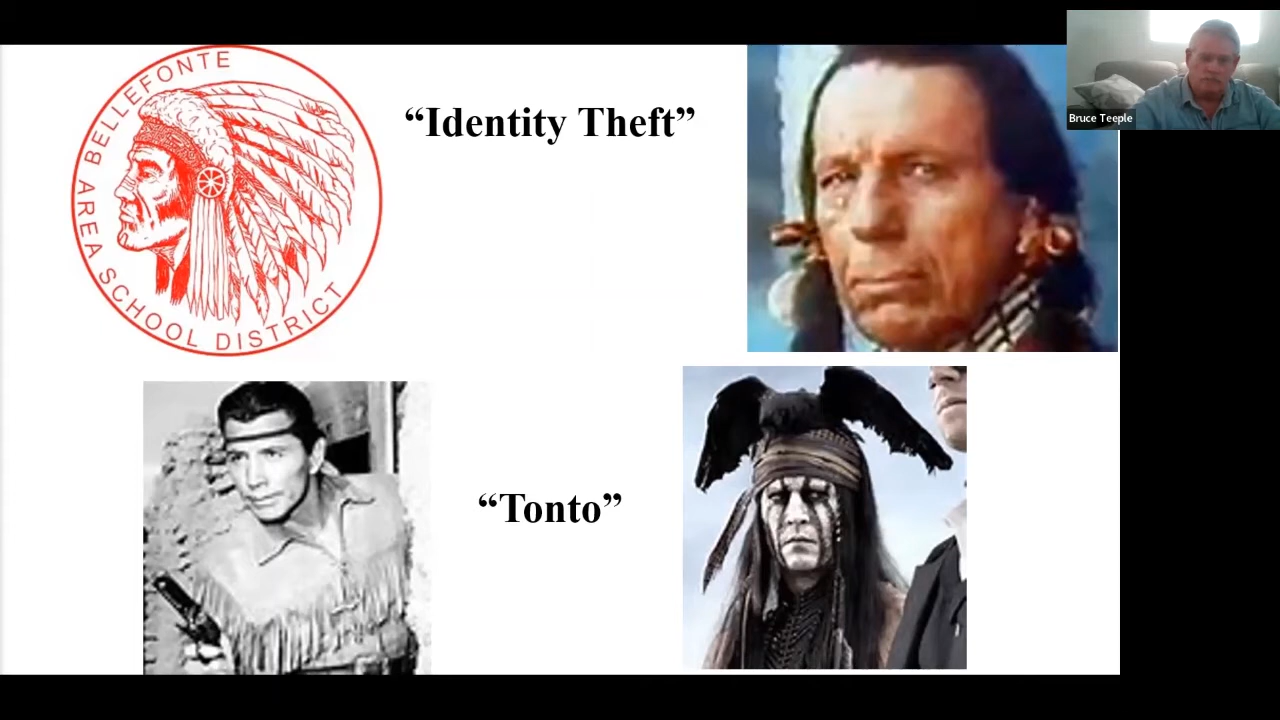 BELLEFONTE
AREA SCHOOL DISTRICT
“Identity Theft”
Bruce Teeple
“Tonto”